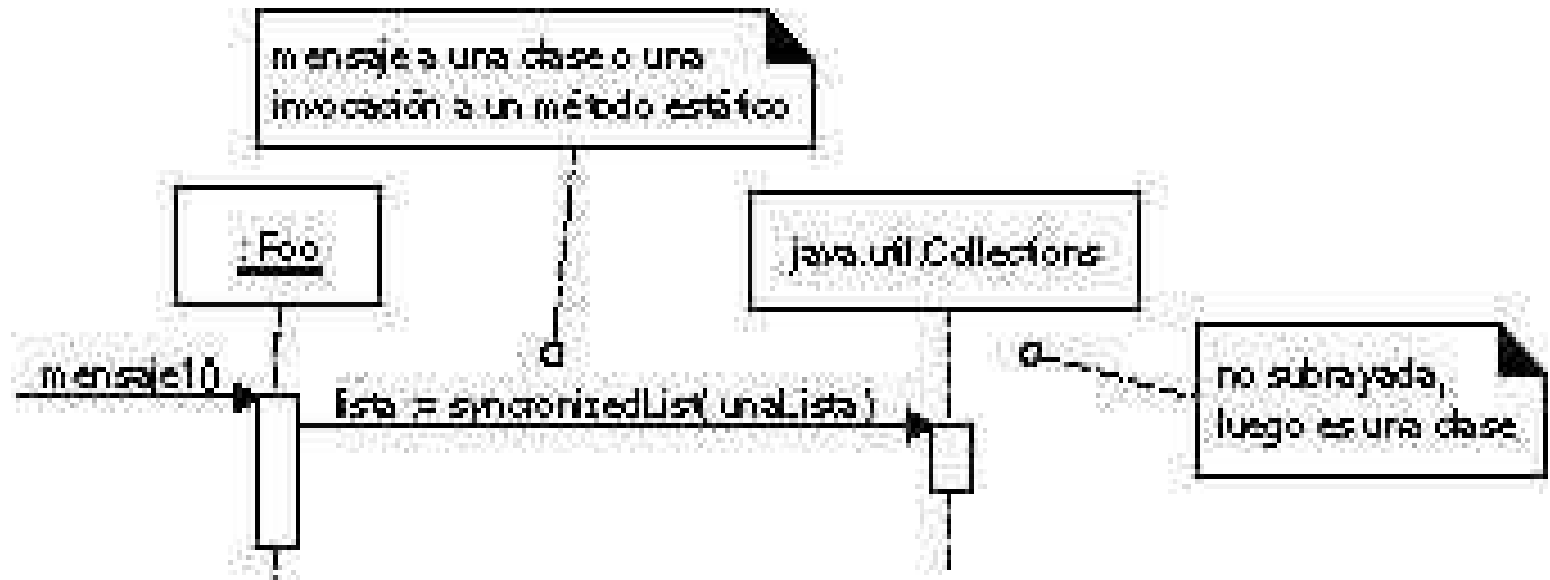 mensaje a una clase o una
invocación a un método estático
: Foo
java.util.Collections
mensaje1()
lista := syncronizedList( unaLista )
no subrayada,
luego es una clase